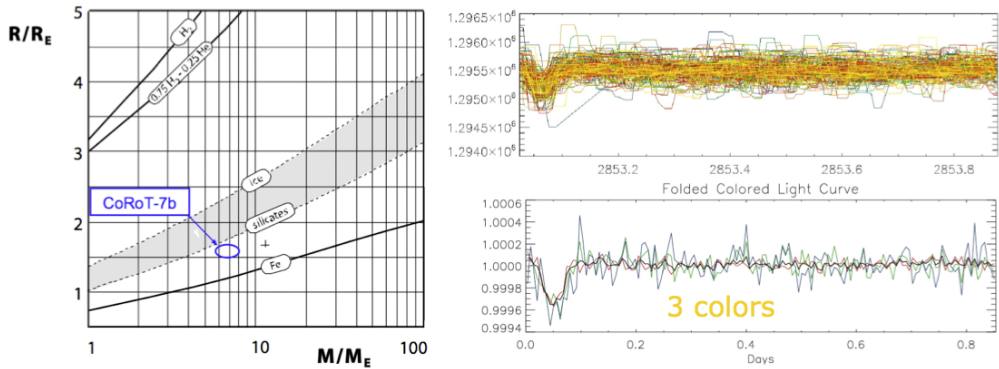 R/R_E
5
4
3
2
1
H₂
0.75 H₂ - 0.25 He
ice
CoRoT-7b
silicates
Fe
1
10
100
M/M_E
1.2965×10⁶
1.2960×10⁶
1.2955×10⁶
1.2950×10⁶
1.2945×10⁶
1.2940×10⁶
2853.2
2853.4
2853.6
2853.8
Folded Colored Light Curve
1.0006
1.0004
1.0002
1.0000
0.9998
0.9996
0.9994
3 colors
0.0
0.2
0.4
0.6
0.8
Days